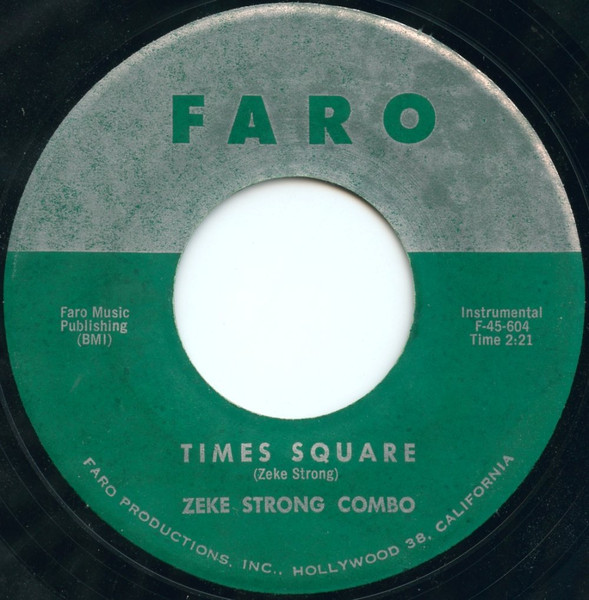 FARO
Faro Music
Publishing
(BMI)
Instrumental
F-45-604
Time 2:21
TIMES SQUARE
(Zeke Strong)
ZEKE STRONG COMBO
FARO PRODUCTIONS, INC., HOLLYWOOD 38, CALIFORNIA